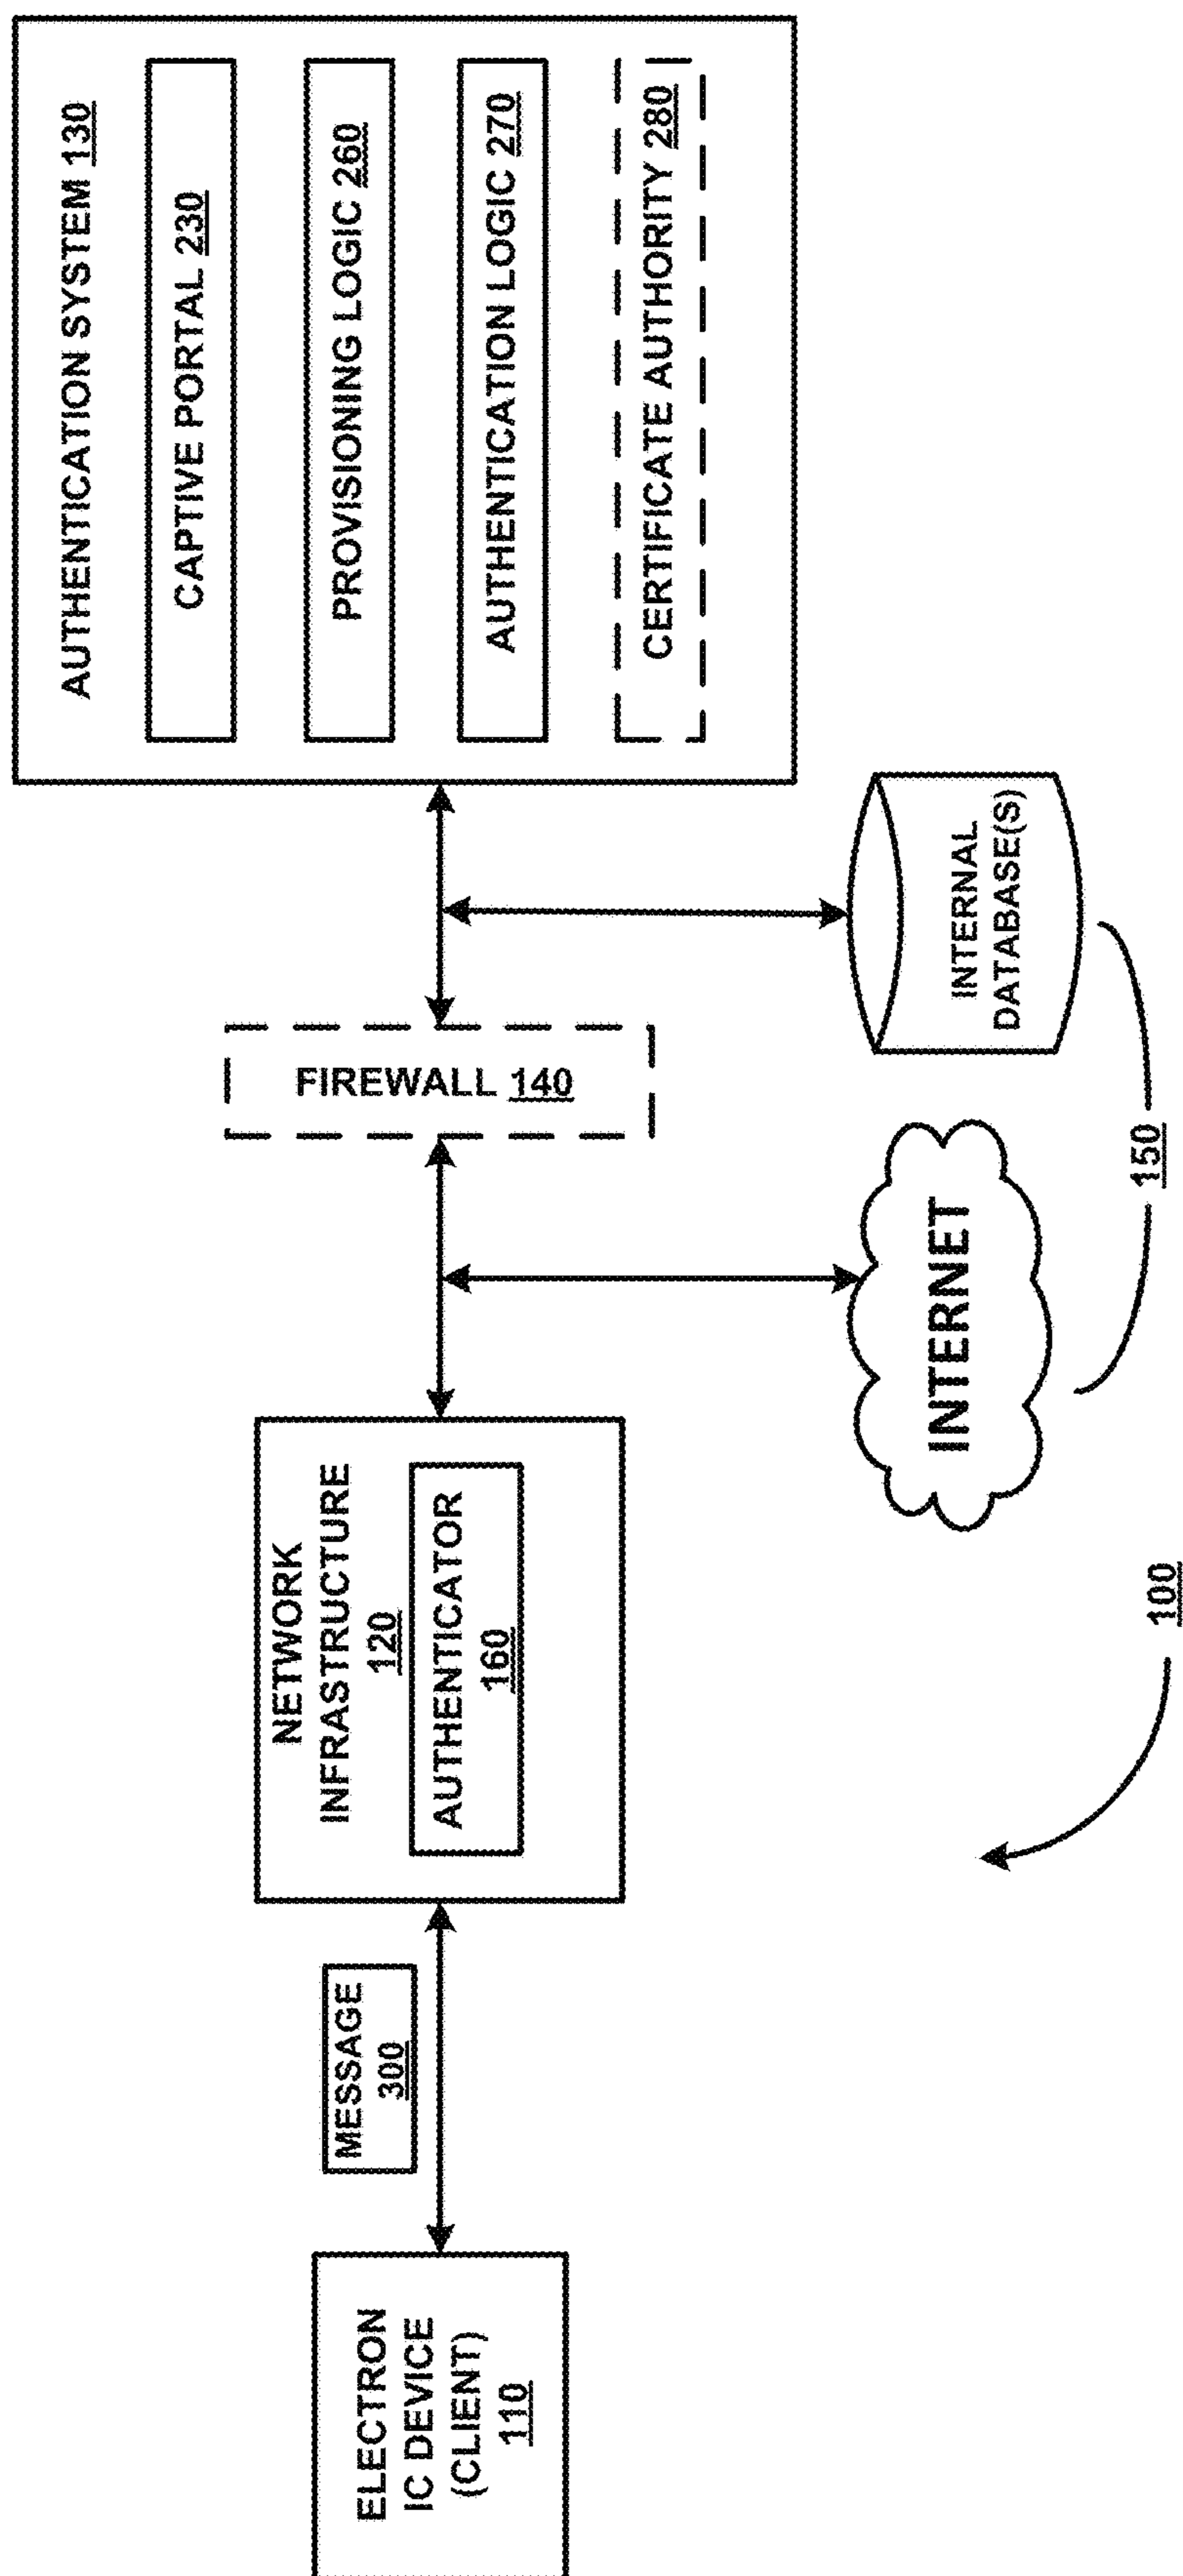 ELECTRON
IC DEVICE
(CLIENT)
110
MESSAGE
300
NETWORK
INFRASTRUCTURE
120
AUTHENTICATOR
160
FIREWALL 140
AUTHENTICATION SYSTEM 130
CAPTIVE PORTAL 230
PROVISIONING LOGIC 260
AUTHENTICATION LOGIC 270
CERTIFICATE AUTHORITY 280
INTERNET
INTERNAL
DATABASE(S)
150
100